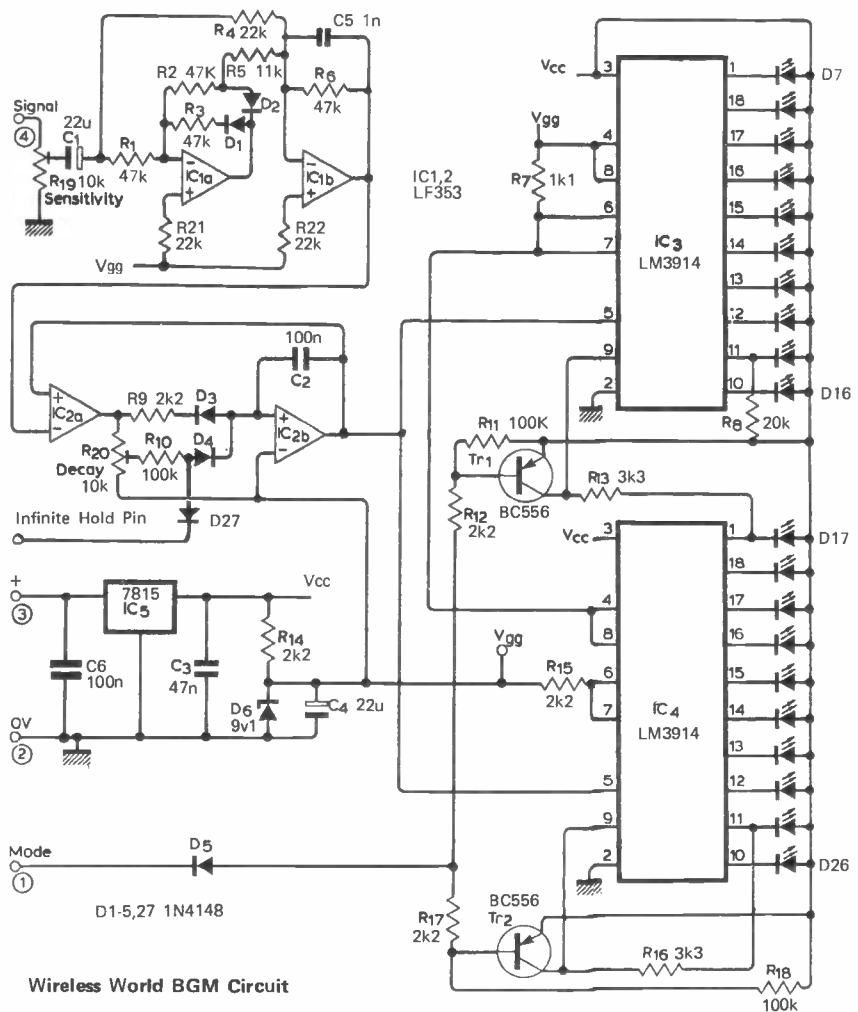 C5 1n
R4 22k
R2 47K R5 11k
R6
47k
D2
Vcc
3
1
D7
18
Signal
22u
4
C1
R3
47k
D1
R1
47k
IC1a
IC1b
R19 10k
Sensitivity
R21
22k
R22
22k
Vgg
Vgg
4
17
8
16
R7
1k1
IC1,2
LF353
6
15
7
14
IC3
LM3914
13
5
12
9
11
2
10
D16
R8
20k
100n
C2
R9 2k2
D3
IC2a
IC2b
R10
100k
D4
R20
Decay
10k
D27
Infinite Hold Pin
R11 100K
Tr1
BC556
R12
2k2
R13 3k3
Vcc
3
1
D17
18
4
17
8
16
6
15
7
14
IC4
LM3914
13
5
12
9
11
2
10
D26
+
3
7815
IC5
Vcc
C6
100n
C3
47n
R14
2k2
Vgg
R15
2k2
D6
9v1
C4 22u
0V
2
Mode
1
D5
D1-5,27 1N4148
R17
2k2
BC556
Tr2
R16 3k3
R18
100k
Wireless World BGM Circuit